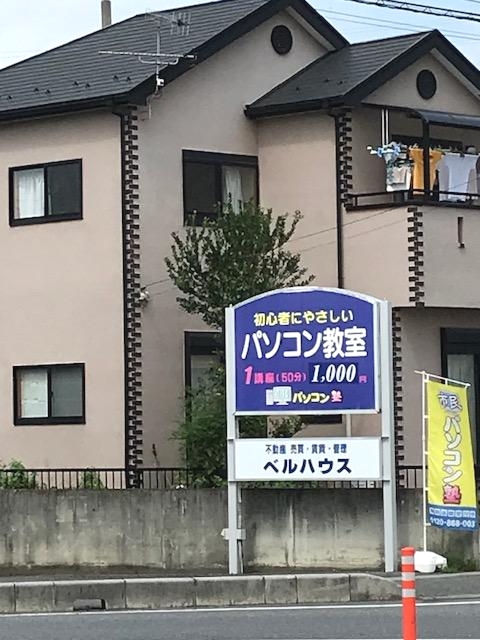 初心者にやさしい
パソコン教室
1講座(50分) 1,000円
パソコン塾
不動産 売買・賃貸・管理
ベルハウス
市民
パソコン塾
0120-868-003